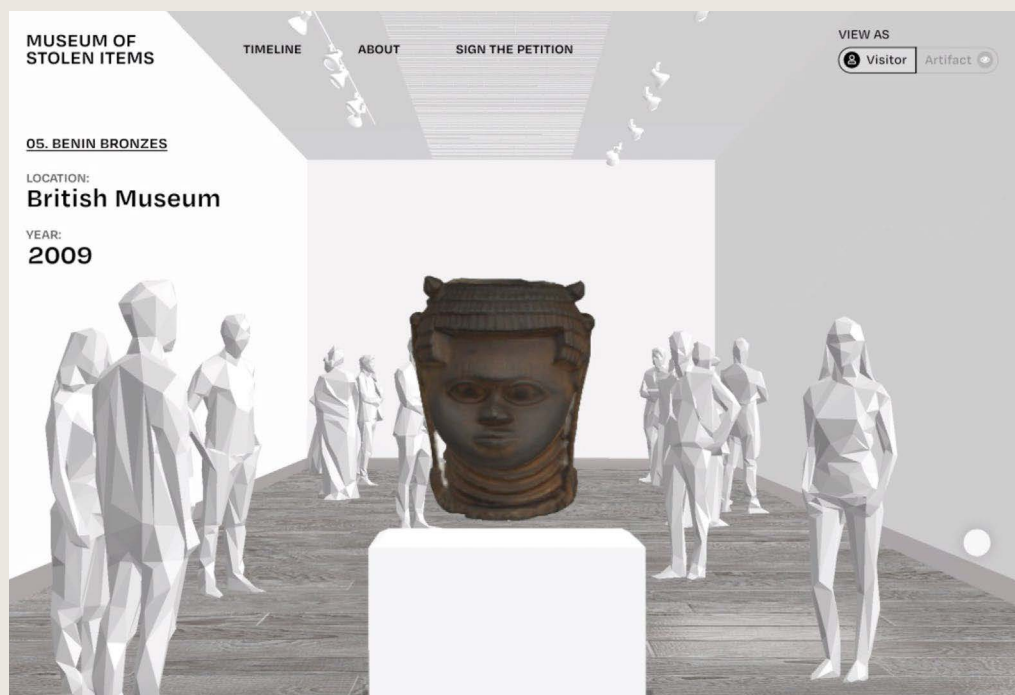 MUSEUM OF
STOLEN ITEMS
TIMELINE
ABOUT
SIGN THE PETITION
VIEW AS
Visitor
Artifact
05. BENIN BRONZES
LOCATION:
British Museum
YEAR:
2009